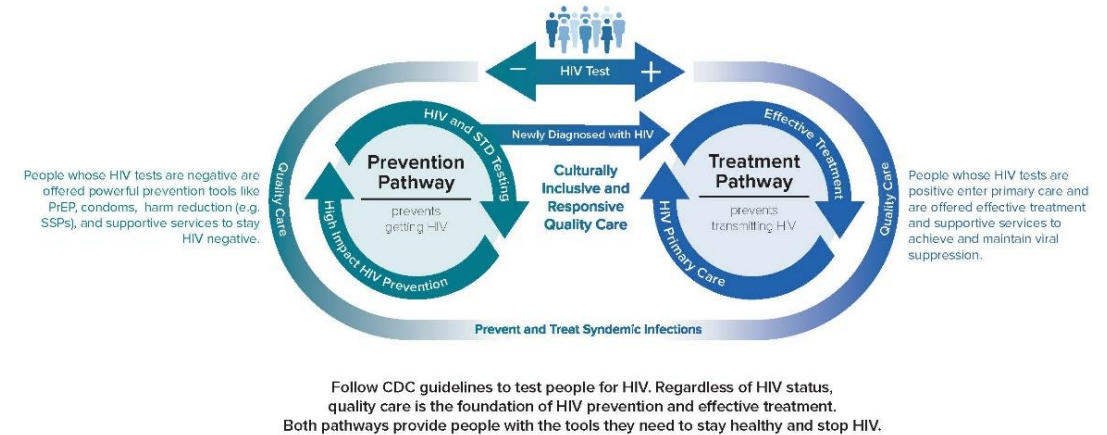 − HIV Test +
HIV and STD Testing
Newly Diagnosed with HIV
Effective Treatment
Prevention
Pathway
prevents
getting HIV
High Impact HIV Prevention
Culturally
Inclusive and
Responsive
Quality Care
Treatment
Pathway
prevents
transmitting HIV
HIV Primary Care
Quality Care
Quality Care
People whose HIV tests are negative are
offered powerful prevention tools like
PrEP, condoms, harm reduction (e.g.
SSPs), and supportive services to stay
HIV negative.
People whose HIV tests are
positive enter primary care and
are offered effective treatment
and supportive services to
achieve and maintain viral
suppression.
Prevent and Treat Syndemic Infections
Follow CDC guidelines to test people for HIV. Regardless of HIV status,
quality care is the foundation of HIV prevention and effective treatment.
Both pathways provide people with the tools they need to stay healthy and stop HIV.